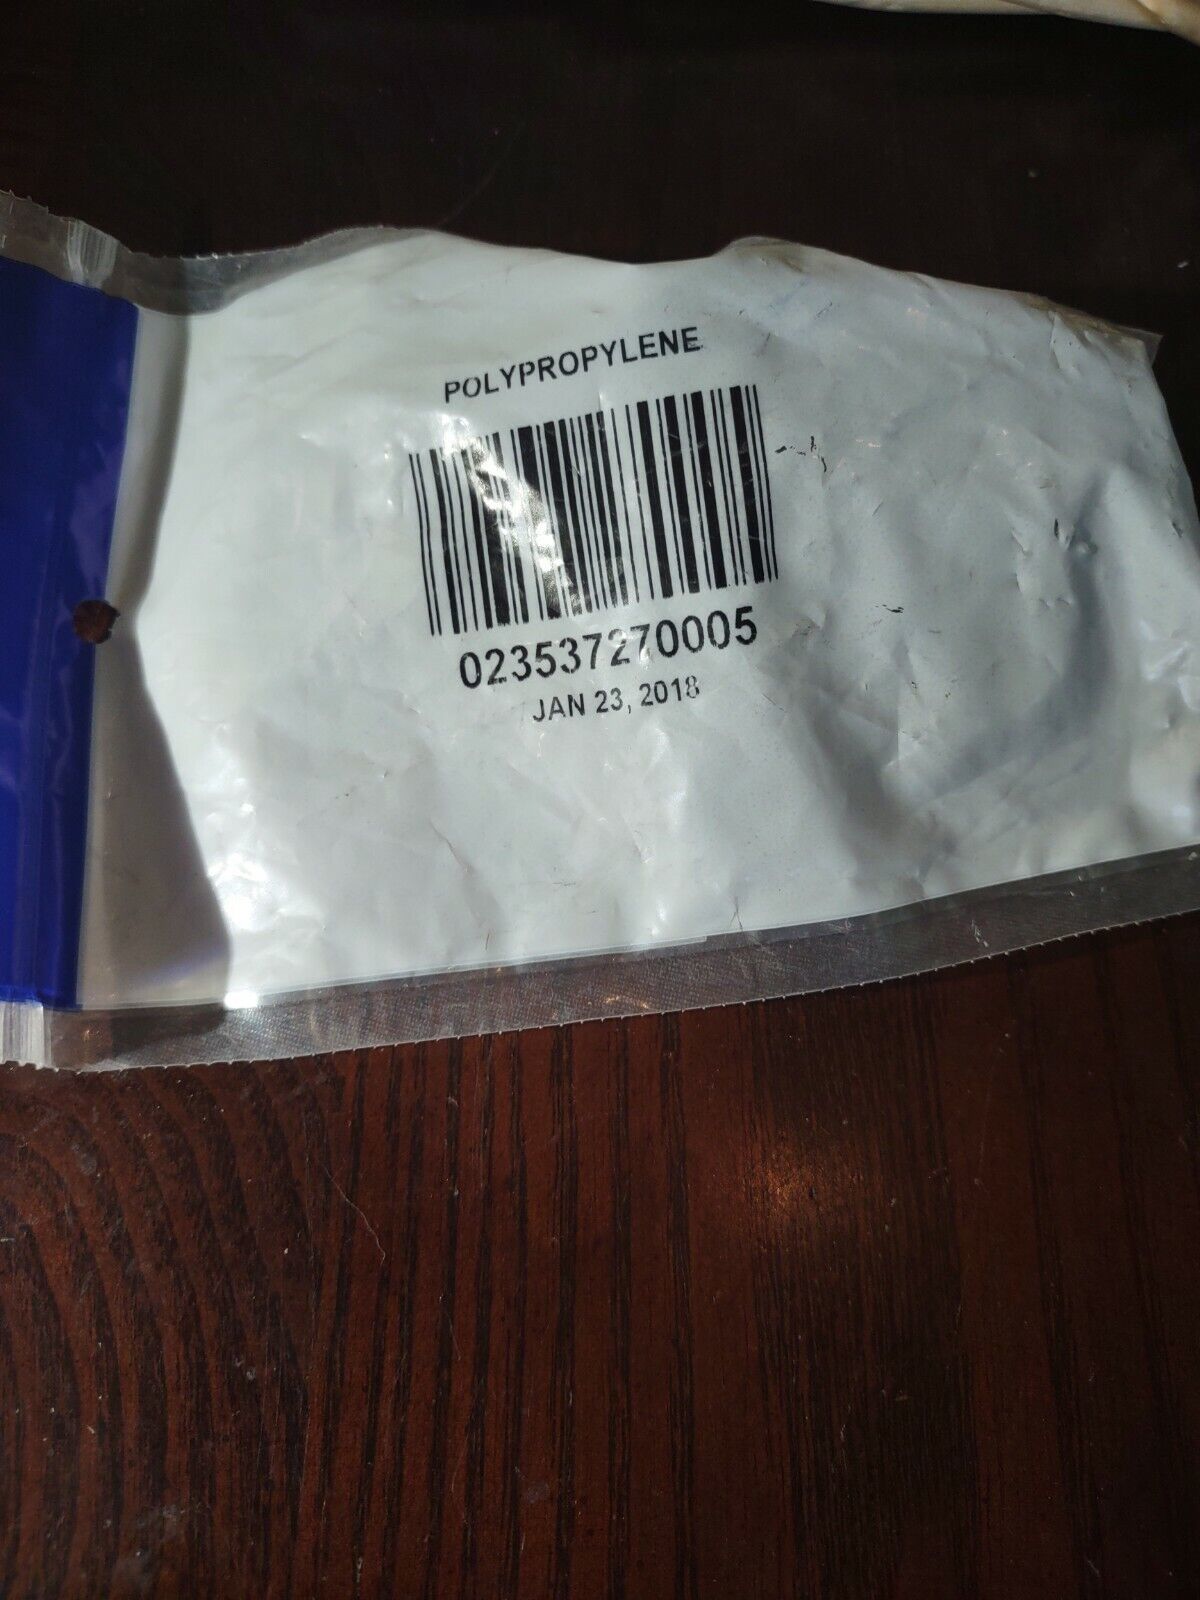 POLYPROPYLENE
023537270005
JAN 23, 2018